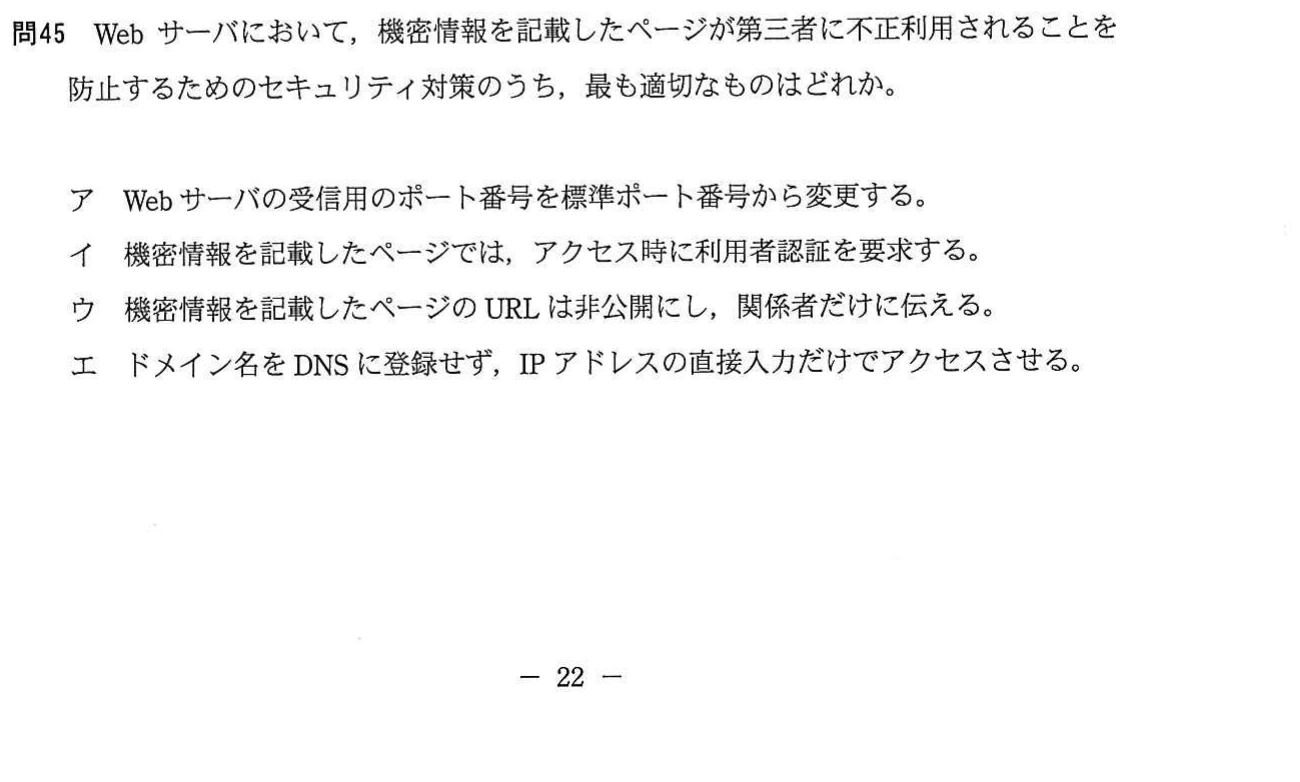 問45　Web サーバにおいて，機密情報を記載したページが第三者に不正利用されることを
防止するためのセキュリティ対策のうち，最も適切なものはどれか。
ア　Web サーバの受信用のポート番号を標準ポート番号から変更する。
イ　機密情報を記載したページでは，アクセス時に利用者認証を要求する。
ウ　機密情報を記載したページの URL は非公開にし，関係者だけに伝える。
エ　ドメイン名を DNS に登録せず，IP アドレスの直接入力だけでアクセスさせる。
－ 22 －